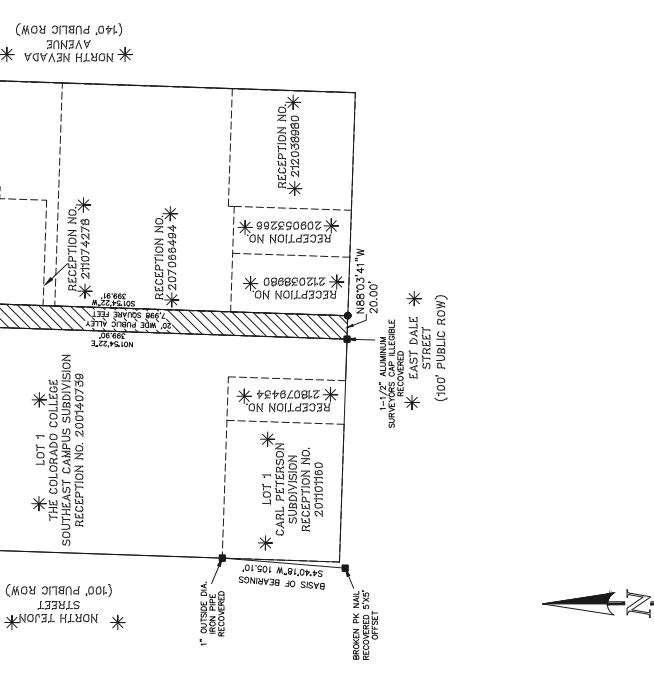 NORTH NEVADA
AVENUE
(140' PUBLIC ROW)
RECEPTION NO.
212038980
RECEPTION NO.
209053266
RECEPTION NO.
212038980
RECEPTION NO.
211074278
RECEPTION NO.
207066494
S01°54'22"W
399.91'
20' WIDE PUBLIC ALLEY
7,998 SQUARE FEET
N01°54'22"E
399.90'
N88°03'41"W
20.00'
EAST DALE
STREET
(100' PUBLIC ROW)
1-1/2" ALUMINUM
SURVEYORS CAP ILLEGIBLE
RECOVERED
LOT 1
THE COLORADO COLLEGE
SOUTHEAST CAMPUS SUBDIVISION
RECEPTION NO. 200140739
RECEPTION NO.
218079434
LOT 1
CARL PETERSON
SUBDIVISION
RECEPTION NO.
201101160
S4°40'18"W 105.10'
BASIS OF BEARINGS
NORTH TEJON
STREET
(100' PUBLIC ROW)
1" OUTSIDE DIA.
IRON PIPE
RECOVERED
BROKEN PK NAIL
RECOVERED 5'X5'
OFFSET
N